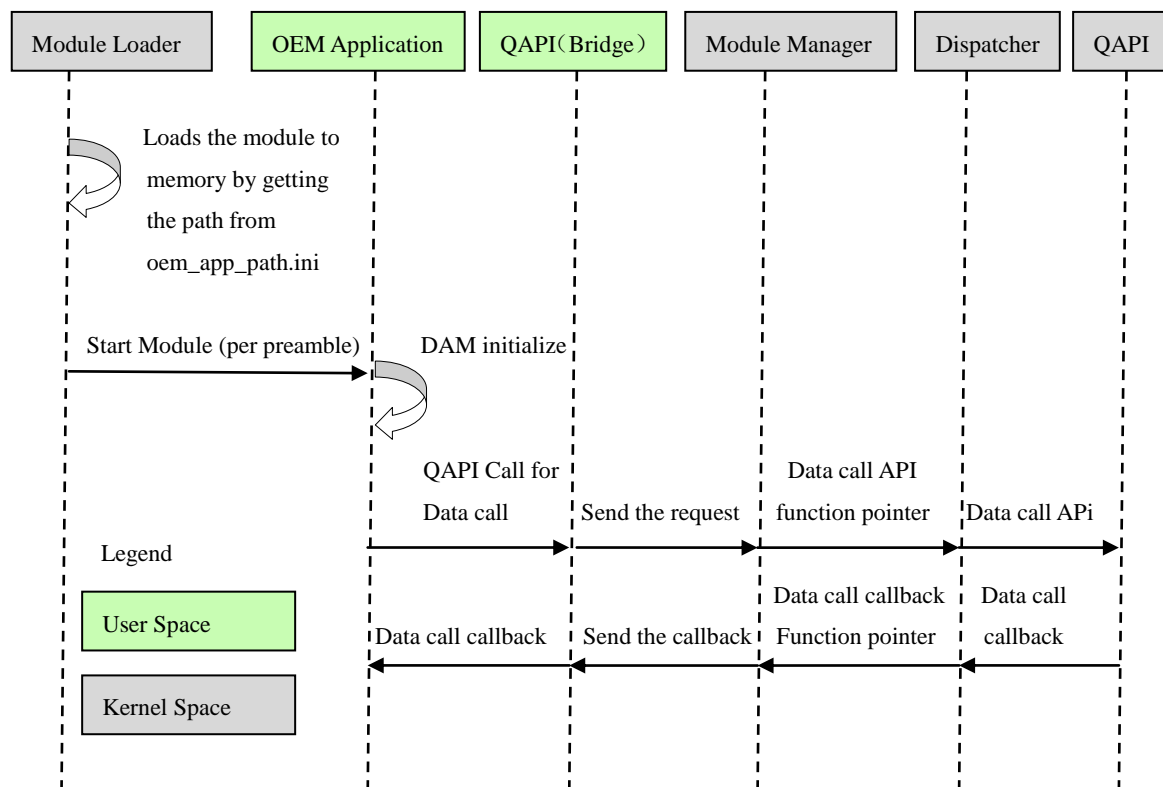 Module Loader
OEM Application
QAPI（Bridge）
Module Manager
Dispatcher
QAPI
Loads the module to
memory by getting
the path from
oem_app_path.ini
Start Module (per preamble)
DAM initialize
QAPI Call for
Data call
Send the request
Data call API
function pointer
Data call APi
Data call callback
Send the callback
Data call callback
Function pointer
Data call
callback
Legend
User Space
Kernel Space